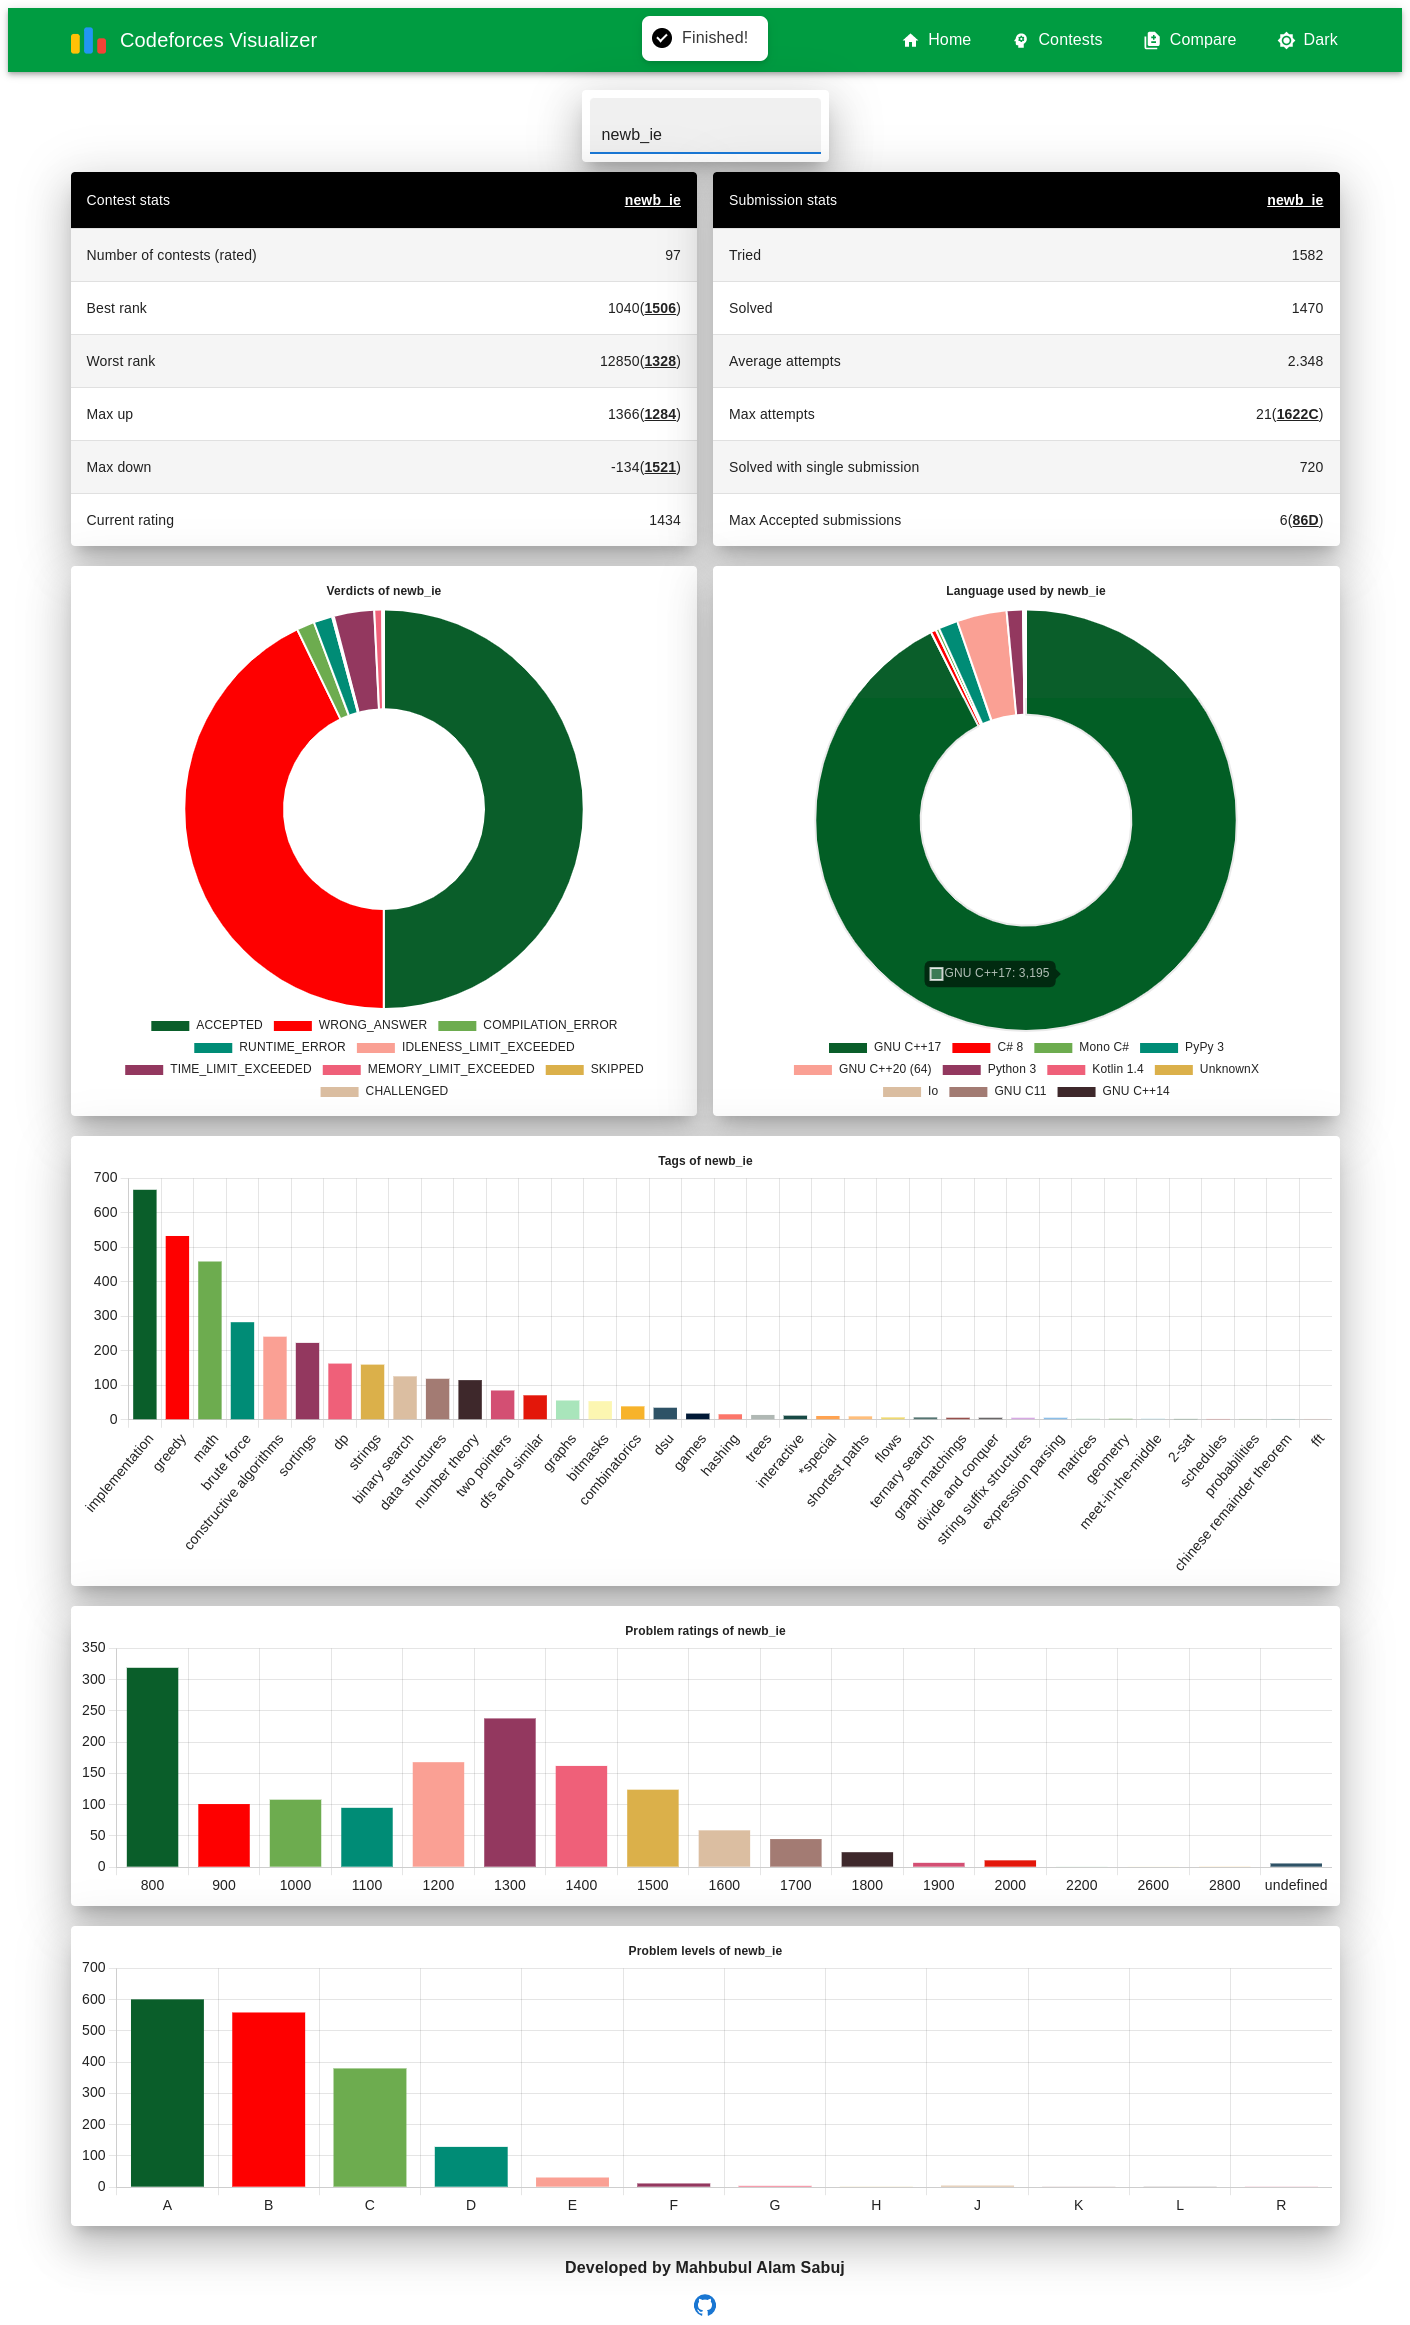 Codeforces Visualizer
Finished!
Home
Contests
Compare
Dark
newb_ie
Contest stats newb_ie
Number of contests (rated) 97
Best rank 1040(1506)
Worst rank 12850(1328)
Max up 1366(1284)
Max down -134(1521)
Current rating 1434
Submission stats newb_ie
Tried 1582
Solved 1470
Average attempts 2.348
Max attempts 21(1622C)
Solved with single submission 720
Max Accepted submissions 6(86D)
Verdicts of newb_ie
ACCEPTED WRONG_ANSWER COMPILATION_ERROR
RUNTIME_ERROR IDLENESS_LIMIT_EXCEEDED
TIME_LIMIT_EXCEEDED MEMORY_LIMIT_EXCEEDED SKIPPED
CHALLENGED
Language used by newb_ie
GNU C++17: 3,195
GNU C++17 C# 8 Mono C# PyPy 3
GNU C++20 (64) Python 3 Kotlin 1.4 UnknownX
Io GNU C11 GNU C++14
Tags of newb_ie
700
600
500
400
300
200
100
0
implementation
greedy
math
brute force
constructive algorithms
sortings
dp
strings
binary search
data structures
number theory
two pointers
dfs and similar
graphs
bitmasks
combinatorics
dsu
games
hashing
trees
interactive
*special
shortest paths
flows
ternary search
graph matchings
divide and conquer
string suffix structures
expression parsing
matrices
geometry
meet-in-the-middle
2-sat
schedules
probabilities
chinese remainder theorem
fft
Problem ratings of newb_ie
350
300
250
200
150
100
50
0
800 900 1000 1100 1200 1300 1400 1500 1600 1700 1800 1900 2000 2200 2600 2800 undefined
Problem levels of newb_ie
700
600
500
400
300
200
100
0
A B C D E F G H J K L R
Developed by Mahbubul Alam Sabuj